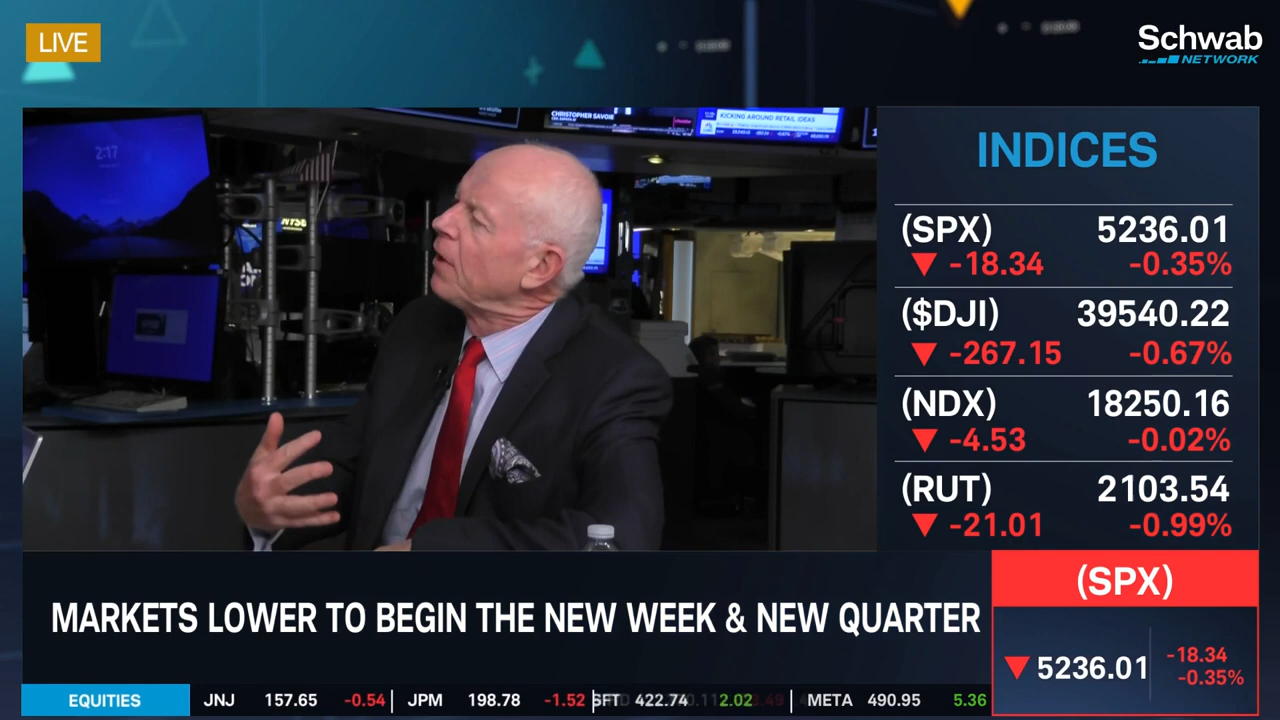 LIVE
Schwab
NETWORK
CHRISTOPHER SAVOIE
KICKING AROUND RETAIL IDEAS
2:17
INDICES
(SPX) 5236.01
▼ -18.34 -0.35%
($DJI) 39540.22
▼ -267.15 -0.67%
(NDX) 18250.16
▼ -4.53 -0.02%
(RUT) 2103.54
▼ -21.01 -0.99%
MARKETS LOWER TO BEGIN THE NEW WEEK & NEW QUARTER
(SPX)
▼ 5236.01
-18.34
-0.35%
EQUITIES JNJ 157.65 -0.54 JPM 198.78 -1.52 422.74 2.02 META 490.95 5.36